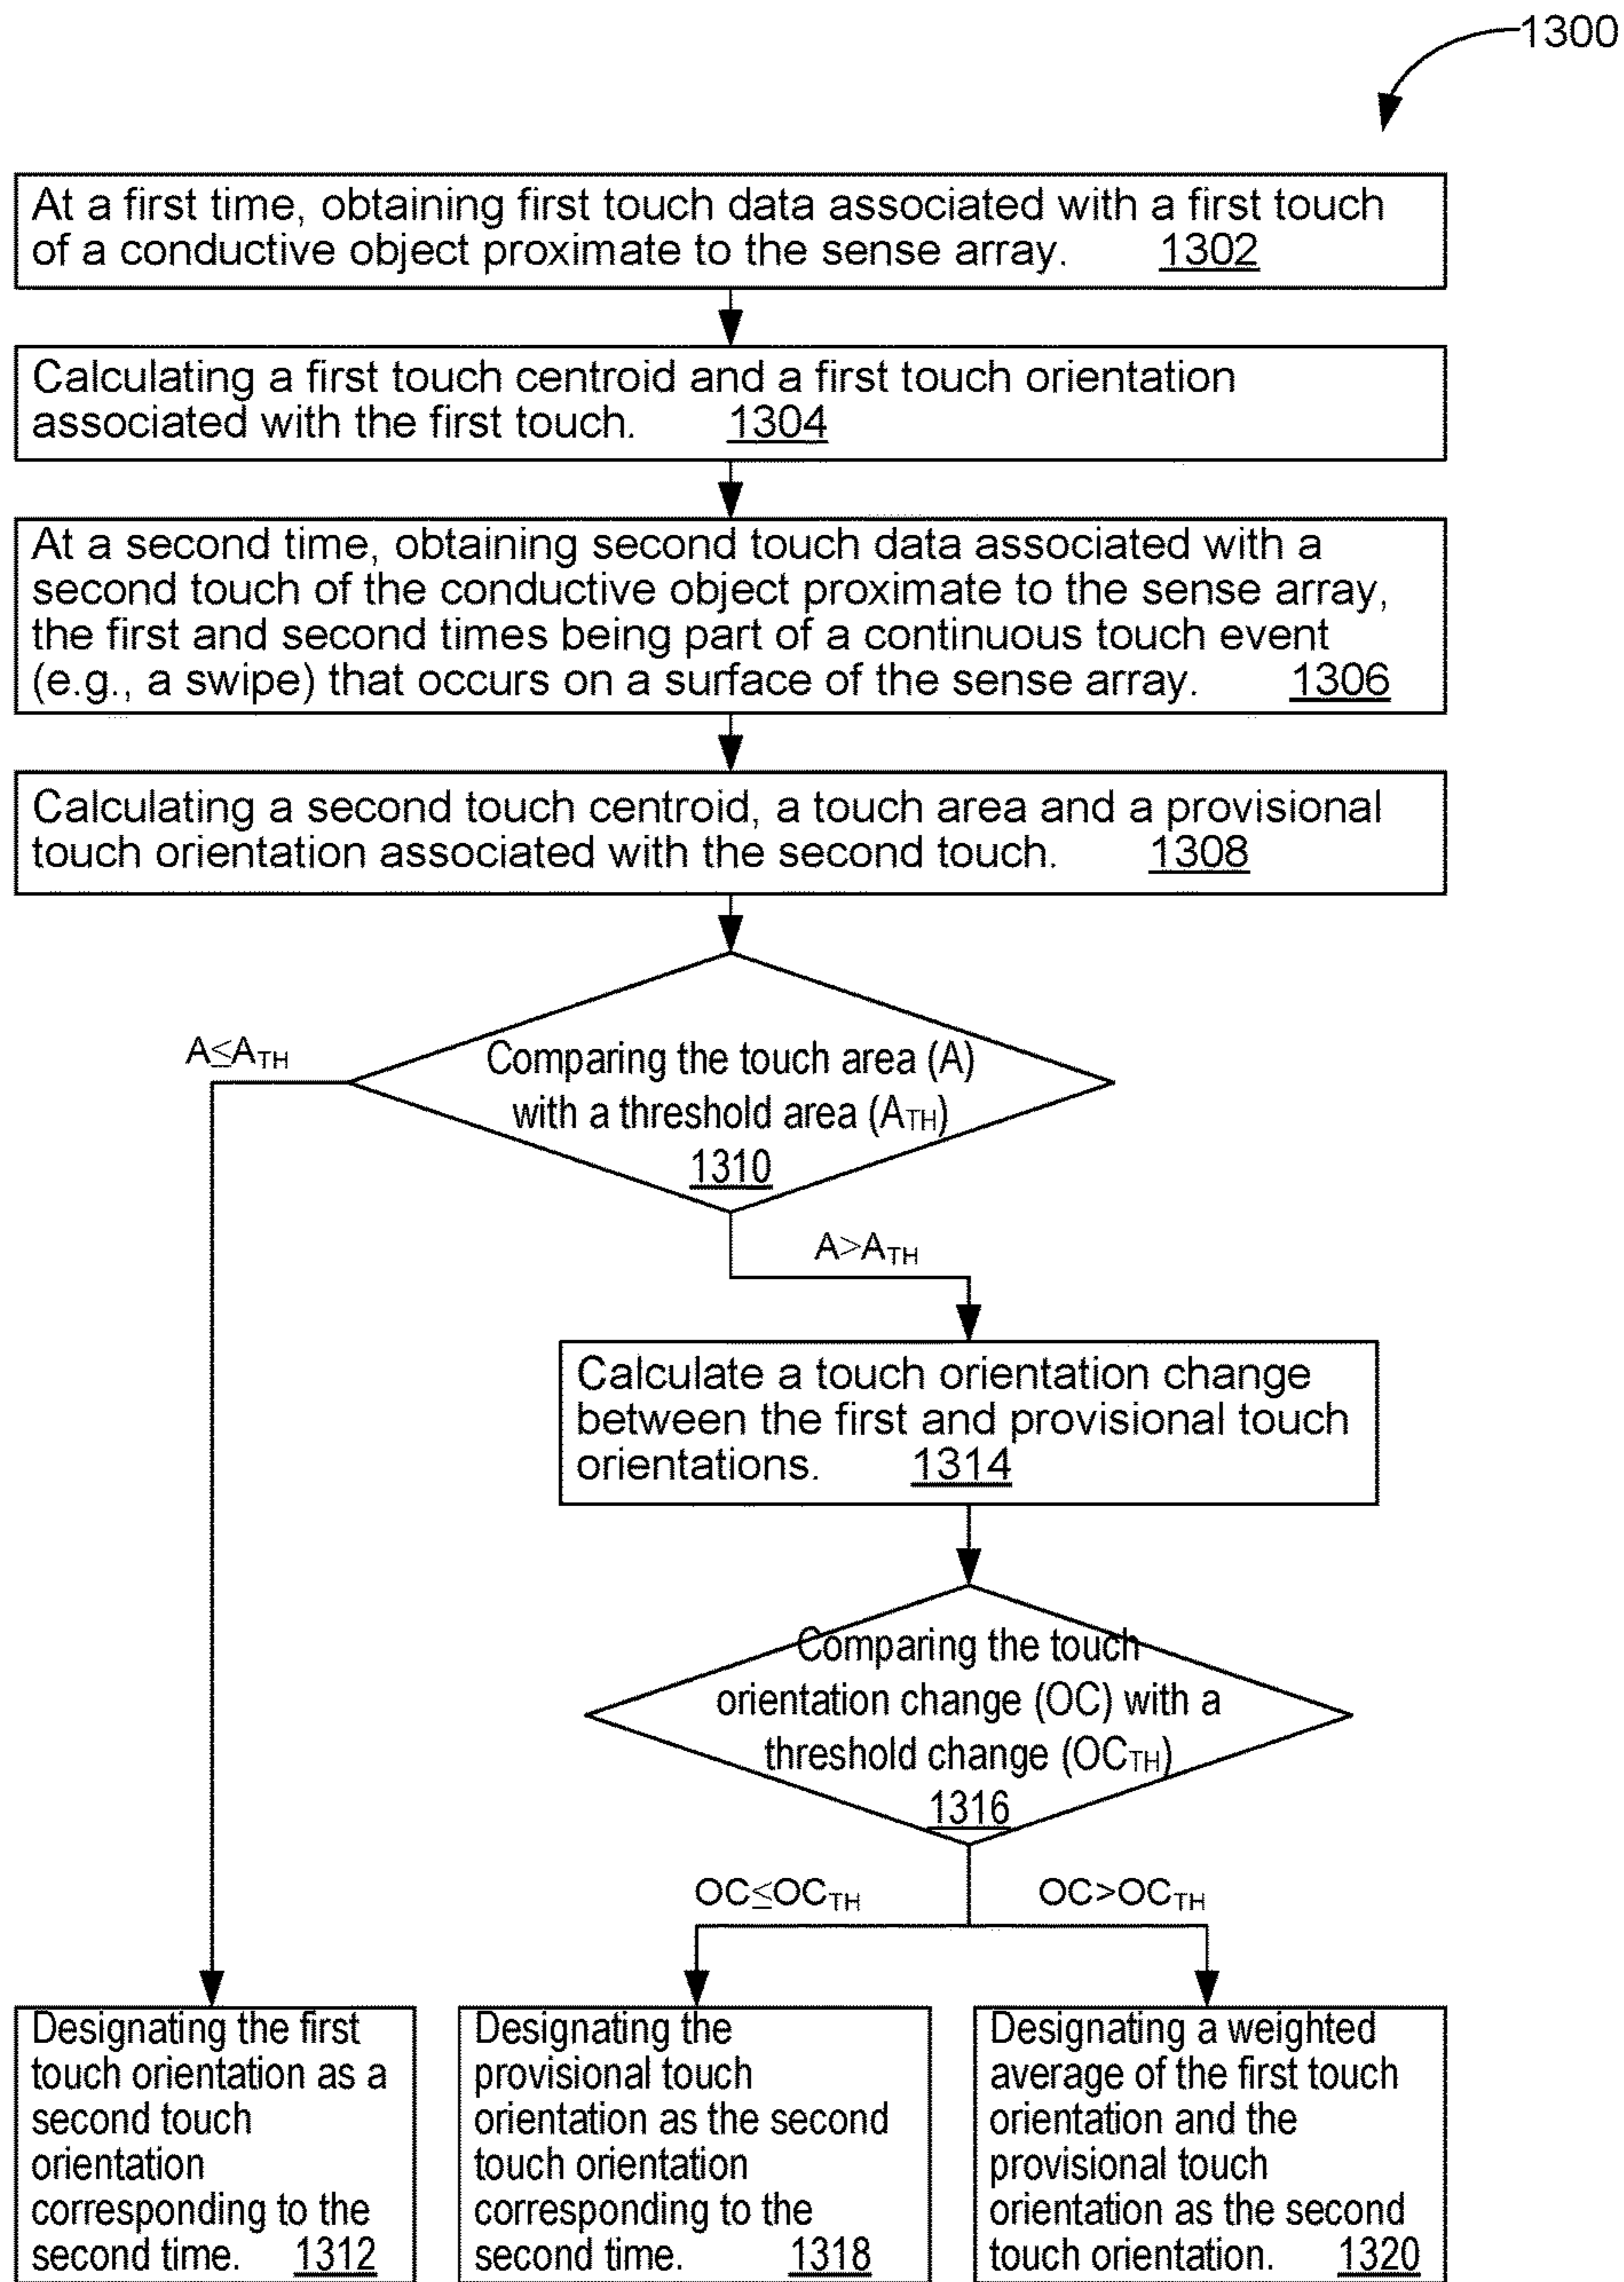 1300
At a first time, obtaining first touch data associated with a first touch
of a conductive object proximate to the sense array. 1302
Calculating a first touch centroid and a first touch orientation
associated with the first touch. 1304
At a second time, obtaining second touch data associated with a
second touch of the conductive object proximate to the sense array,
the first and second times being part of a continuous touch event
(e.g., a swipe) that occurs on a surface of the sense array. 1306
Calculating a second touch centroid, a touch area and a provisional
touch orientation associated with the second touch. 1308
A≤ATH
Comparing the touch area (A)
with a threshold area (ATH)
1310
A>ATH
Calculate a touch orientation change
between the first and provisional touch
orientations. 1314
Comparing the touch
orientation change (OC) with a
threshold change (OCTH)
1316
OC≤OCTH
OC>OCTH
Designating the first
touch orientation as a
second touch
orientation
corresponding to the
second time. 1312
Designating the
provisional touch
orientation as the second
touch orientation
corresponding to the
second time. 1318
Designating a weighted
average of the first touch
orientation and the
provisional touch
orientation as the second
touch orientation. 1320